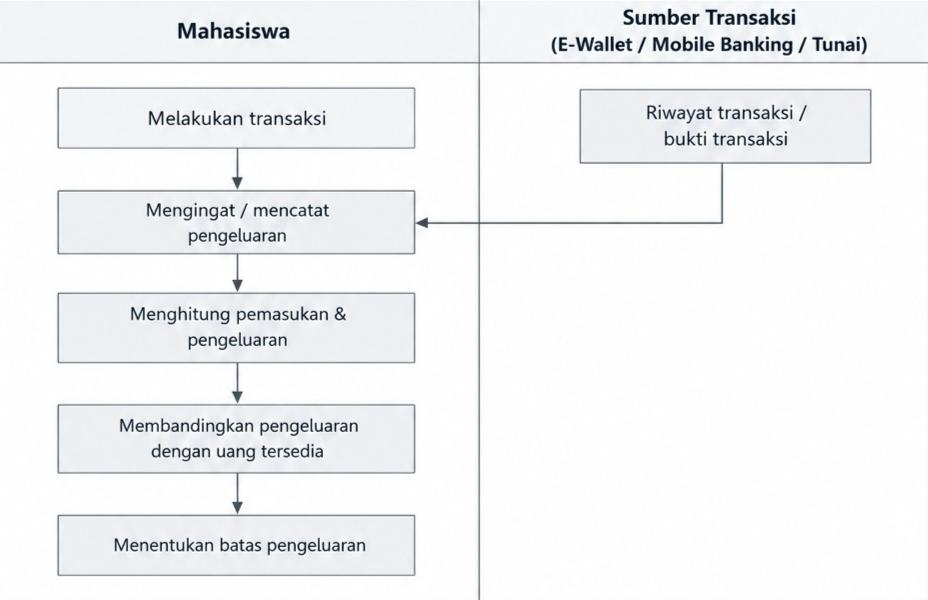 Mahasiswa
Sumber Transaksi
(E-Wallet / Mobile Banking / Tunai)
Melakukan transaksi
Riwayat transaksi /
bukti transaksi
Mengingat / mencatat
pengeluaran
Menghitung pemasukan &
pengeluaran
Membandingkan pengeluaran
dengan uang tersedia
Menentukan batas pengeluaran